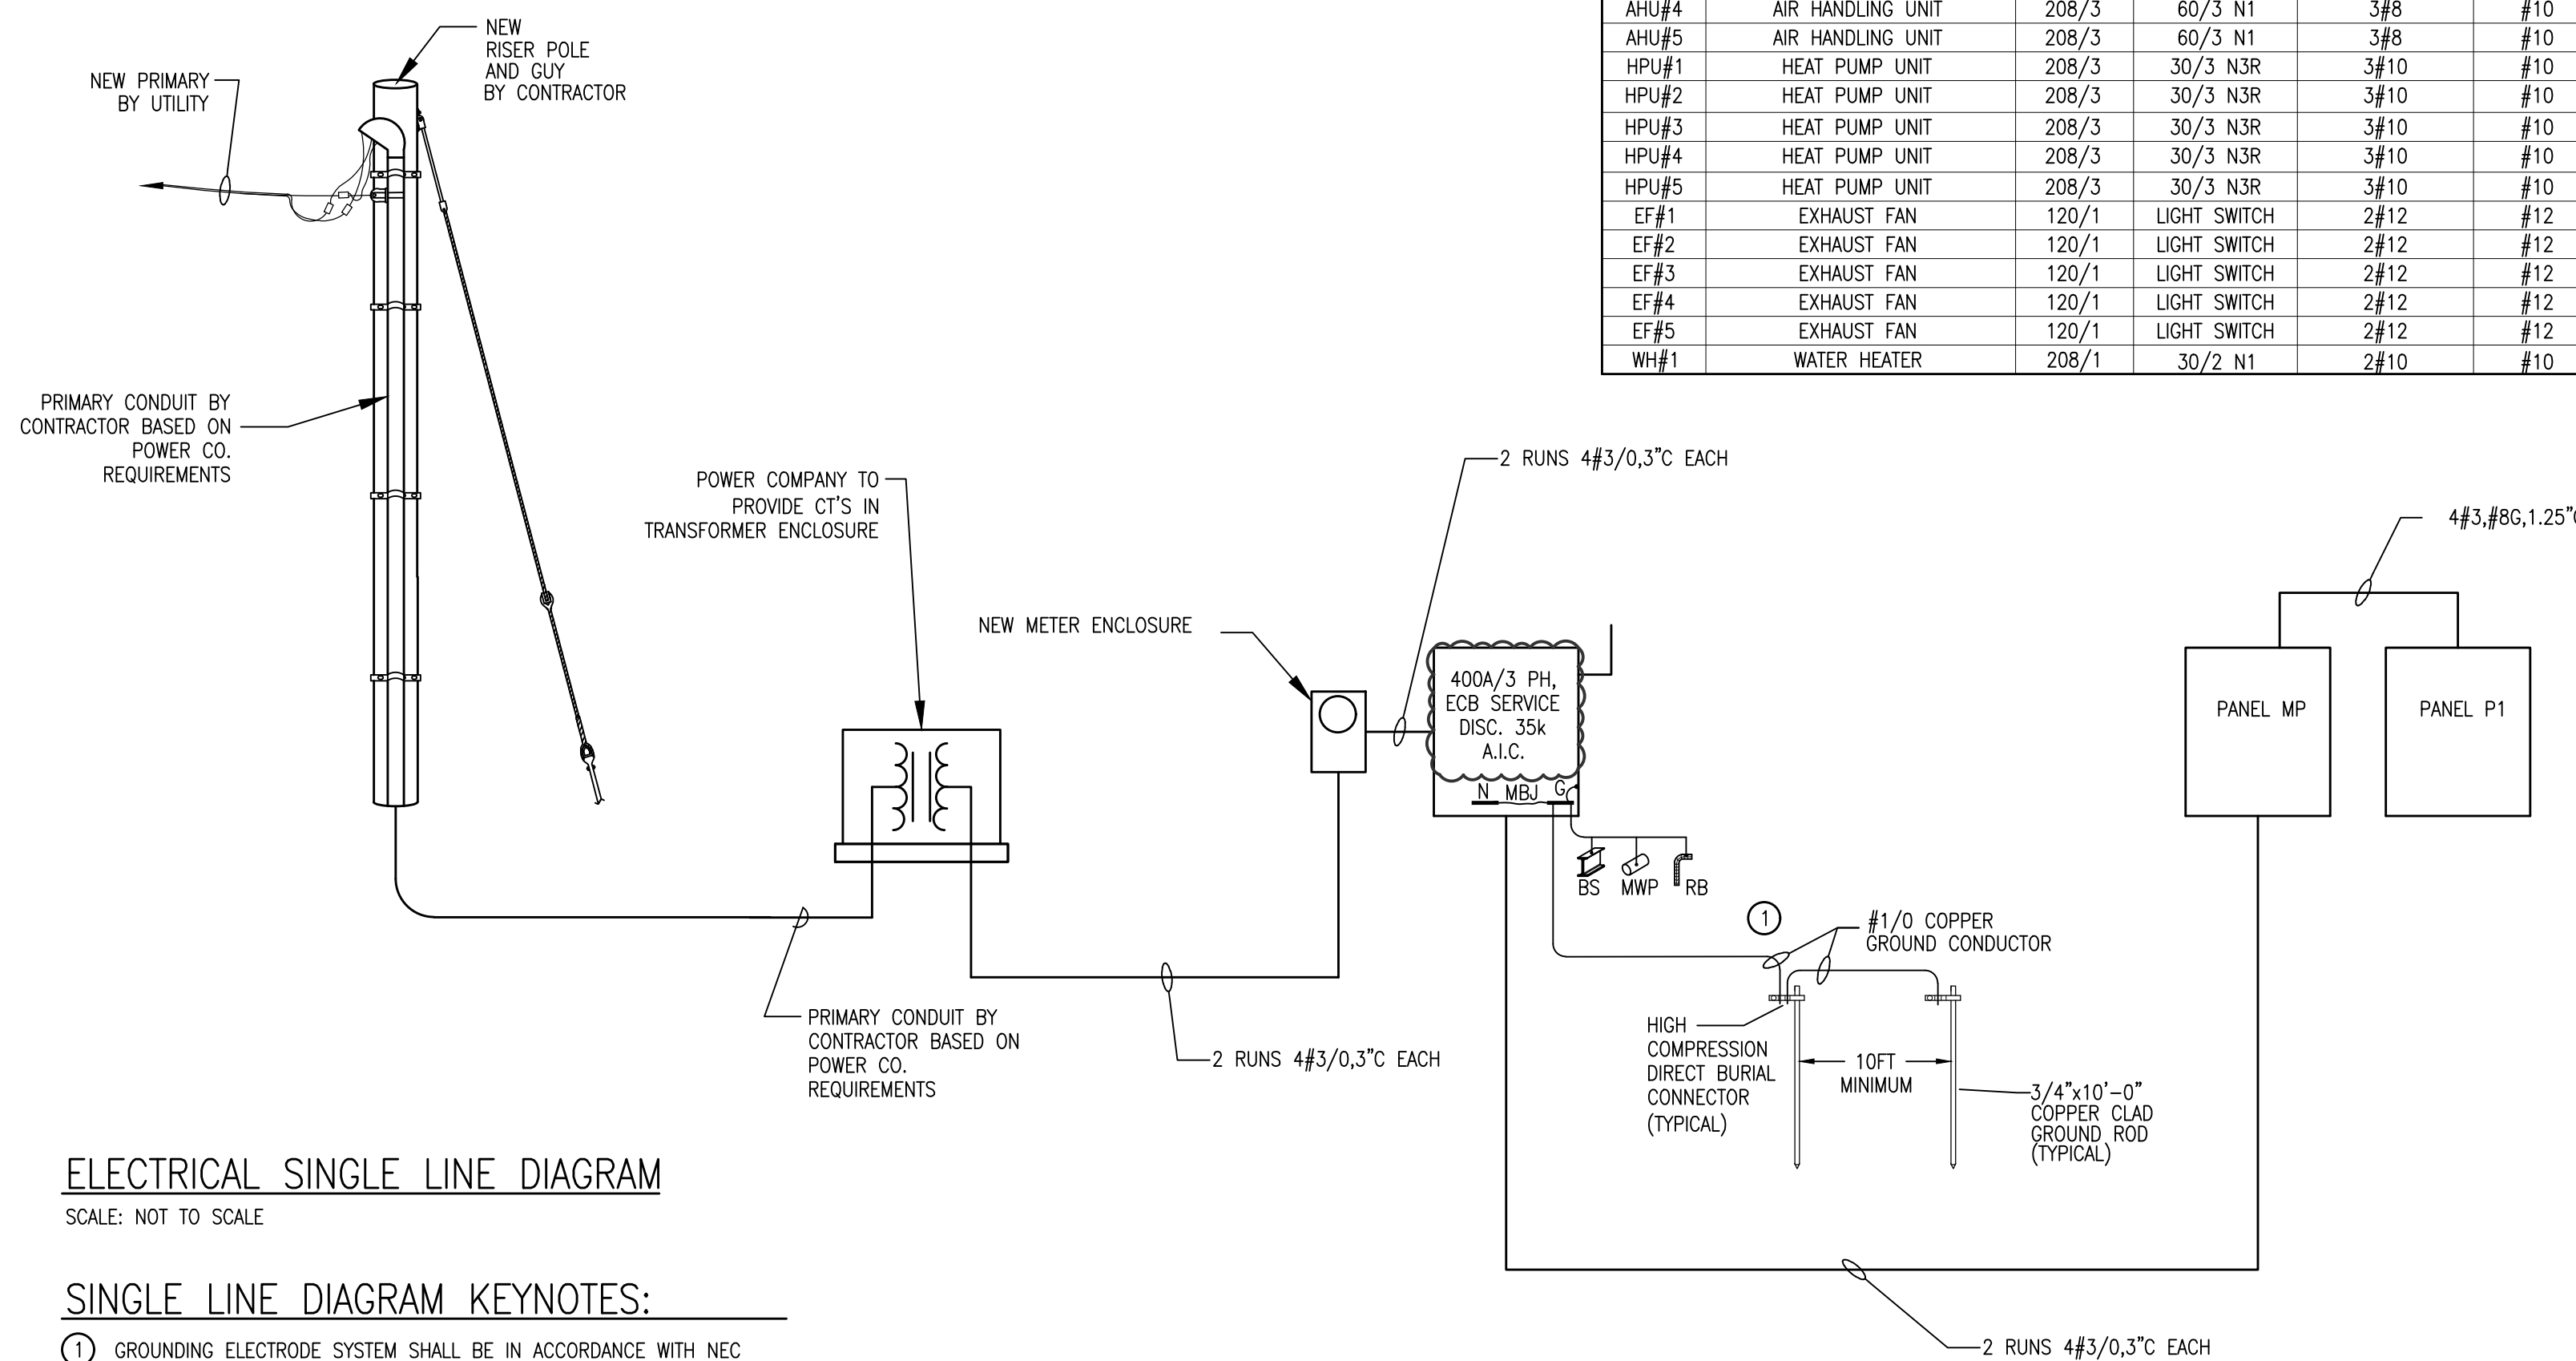 AHU#4 AIR HANDLING UNIT 208/3 60/3 N1 3#8 #10
AHU#5 AIR HANDLING UNIT 208/3 60/3 N1 3#8 #10
HPU#1 HEAT PUMP UNIT 208/3 30/3 N3R 3#10 #10
HPU#2 HEAT PUMP UNIT 208/3 30/3 N3R 3#10 #10
HPU#3 HEAT PUMP UNIT 208/3 30/3 N3R 3#10 #10
HPU#4 HEAT PUMP UNIT 208/3 30/3 N3R 3#10 #10
HPU#5 HEAT PUMP UNIT 208/3 30/3 N3R 3#10 #10
EF#1 EXHAUST FAN 120/1 LIGHT SWITCH 2#12 #12
EF#2 EXHAUST FAN 120/1 LIGHT SWITCH 2#12 #12
EF#3 EXHAUST FAN 120/1 LIGHT SWITCH 2#12 #12
EF#4 EXHAUST FAN 120/1 LIGHT SWITCH 2#12 #12
EF#5 EXHAUST FAN 120/1 LIGHT SWITCH 2#12 #12
WH#1 WATER HEATER 208/1 30/2 N1 2#10 #10
NEW
RISER POLE
AND GUY
BY CONTRACTOR
NEW PRIMARY
BY UTILITY
PRIMARY CONDUIT BY
CONTRACTOR BASED ON
POWER CO.
REQUIREMENTS
POWER COMPANY TO
PROVIDE CT'S IN
TRANSFORMER ENCLOSURE
2 RUNS 4#3/0,3"C EACH
4#3,#8G,1.25"
NEW METER ENCLOSURE
400A/3 PH,
ECB SERVICE
DISC. 35k
A.I.C.
N MBJ G
BS MWP RB
PANEL MP
PANEL P1
1
#1/0 COPPER
GROUND CONDUCTOR
PRIMARY CONDUIT BY
CONTRACTOR BASED ON
POWER CO.
REQUIREMENTS
2 RUNS 4#3/0,3"C EACH
HIGH
COMPRESSION
DIRECT BURIAL
CONNECTOR
(TYPICAL)
10FT
MINIMUM
3/4"x10'-0"
COPPER CLAD
GROUND ROD
(TYPICAL)
ELECTRICAL SINGLE LINE DIAGRAM
SCALE: NOT TO SCALE
SINGLE LINE DIAGRAM KEYNOTES:
1 GROUNDING ELECTRODE SYSTEM SHALL BE IN ACCORDANCE WITH NEC
2 RUNS 4#3/0,3"C EACH